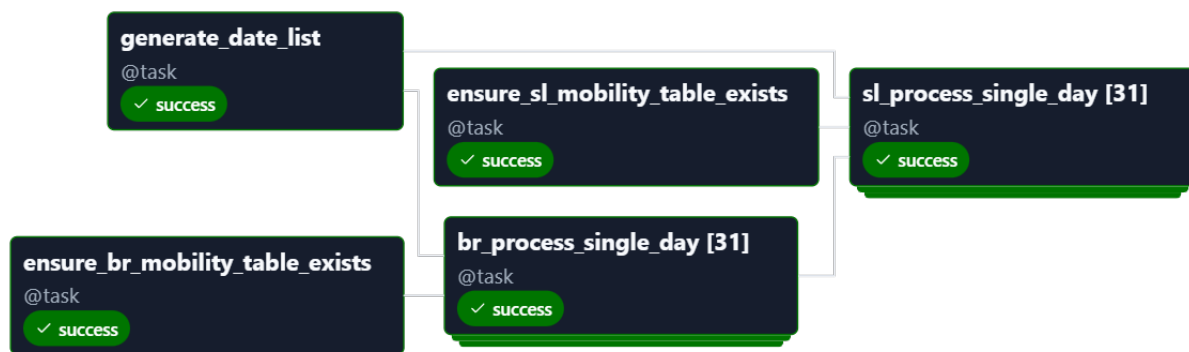 generate_date_list
@task
success
ensure_sl_mobility_table_exists
@task
success
sl_process_single_day [31]
@task
success
ensure_br_mobility_table_exists
@task
success
br_process_single_day [31]
@task
success